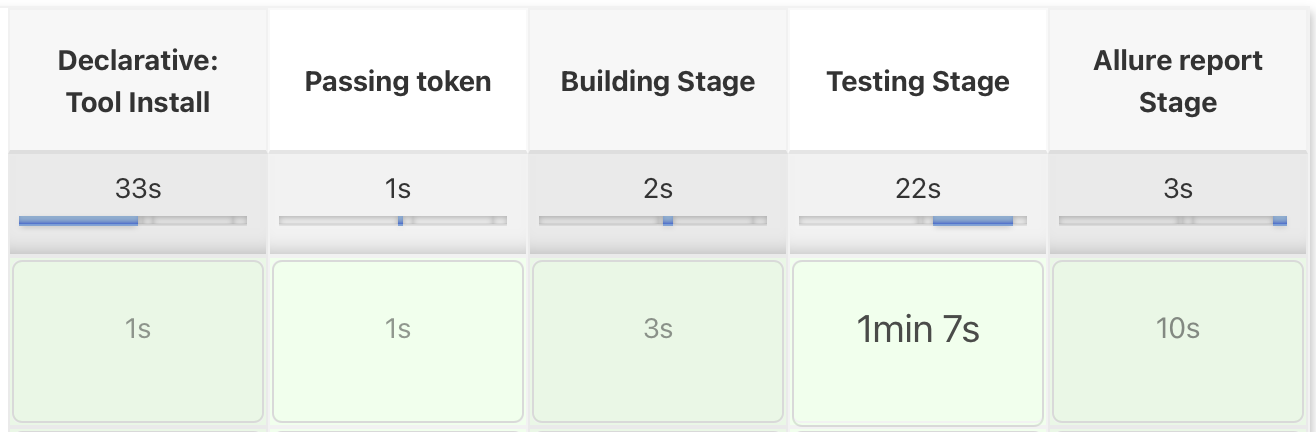 Declarative:
Tool Install
Passing token
Building Stage
Testing Stage
Allure report
Stage
33s
1s
2s
22s
3s
1s
1s
3s
1min 7s
10s